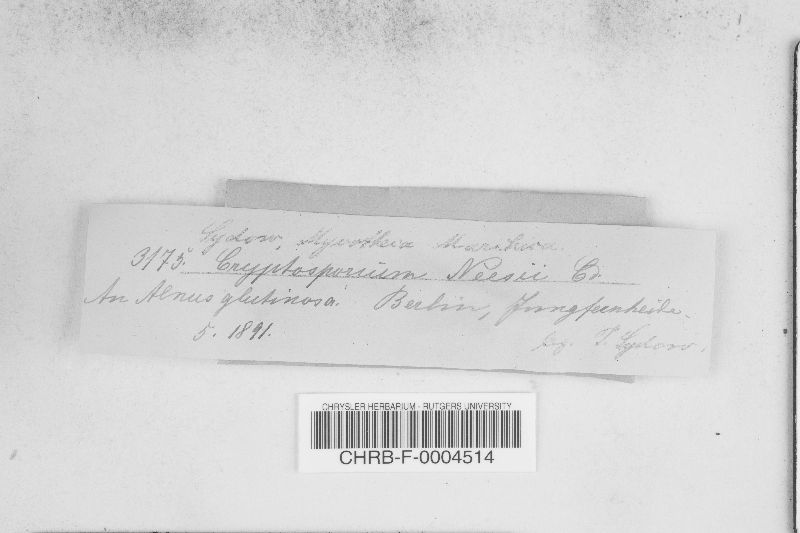 Sydow, Mycotheca Marchica.
3175. Cryptosporium Neesii Cd.
An Alnus glutinosa. Berlin, Jungfernheide.
5. 1891. leg. P. Sydow.
CHRYSLER HERBARIUM - RUTGERS UNIVERSITY
CHRB-F-0004514